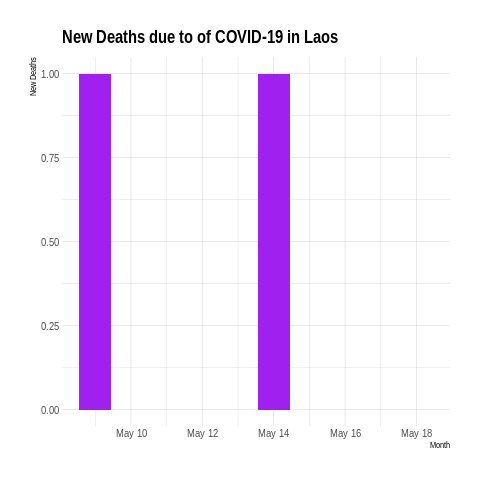 New Deaths due to of COVID-19 in Laos
New Deaths
1.00
0.75
0.50
0.25
0.00
May 10 May 12 May 14 May 16 May 18
Month